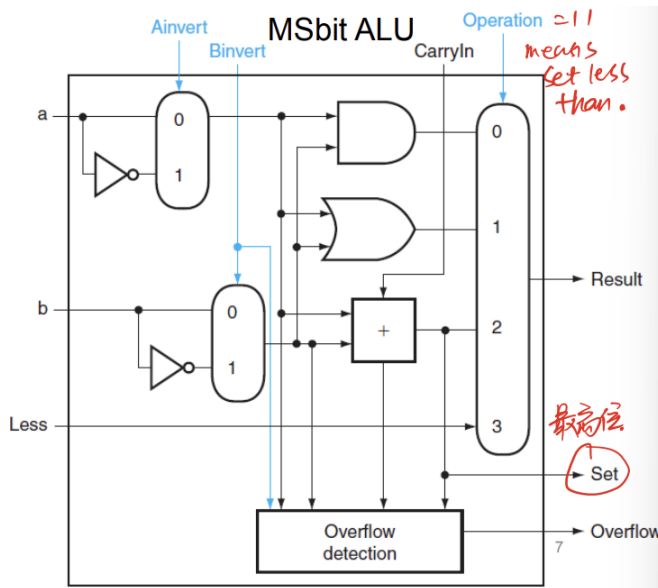 MSbit ALU
Operation =11
means
set less
than.
Ainvert
Binvert
CarryIn
a
0
1
0
1
b
0
1
+
2
Result
Less
3
最高位
Set
Overflow
detection
Overflow
7